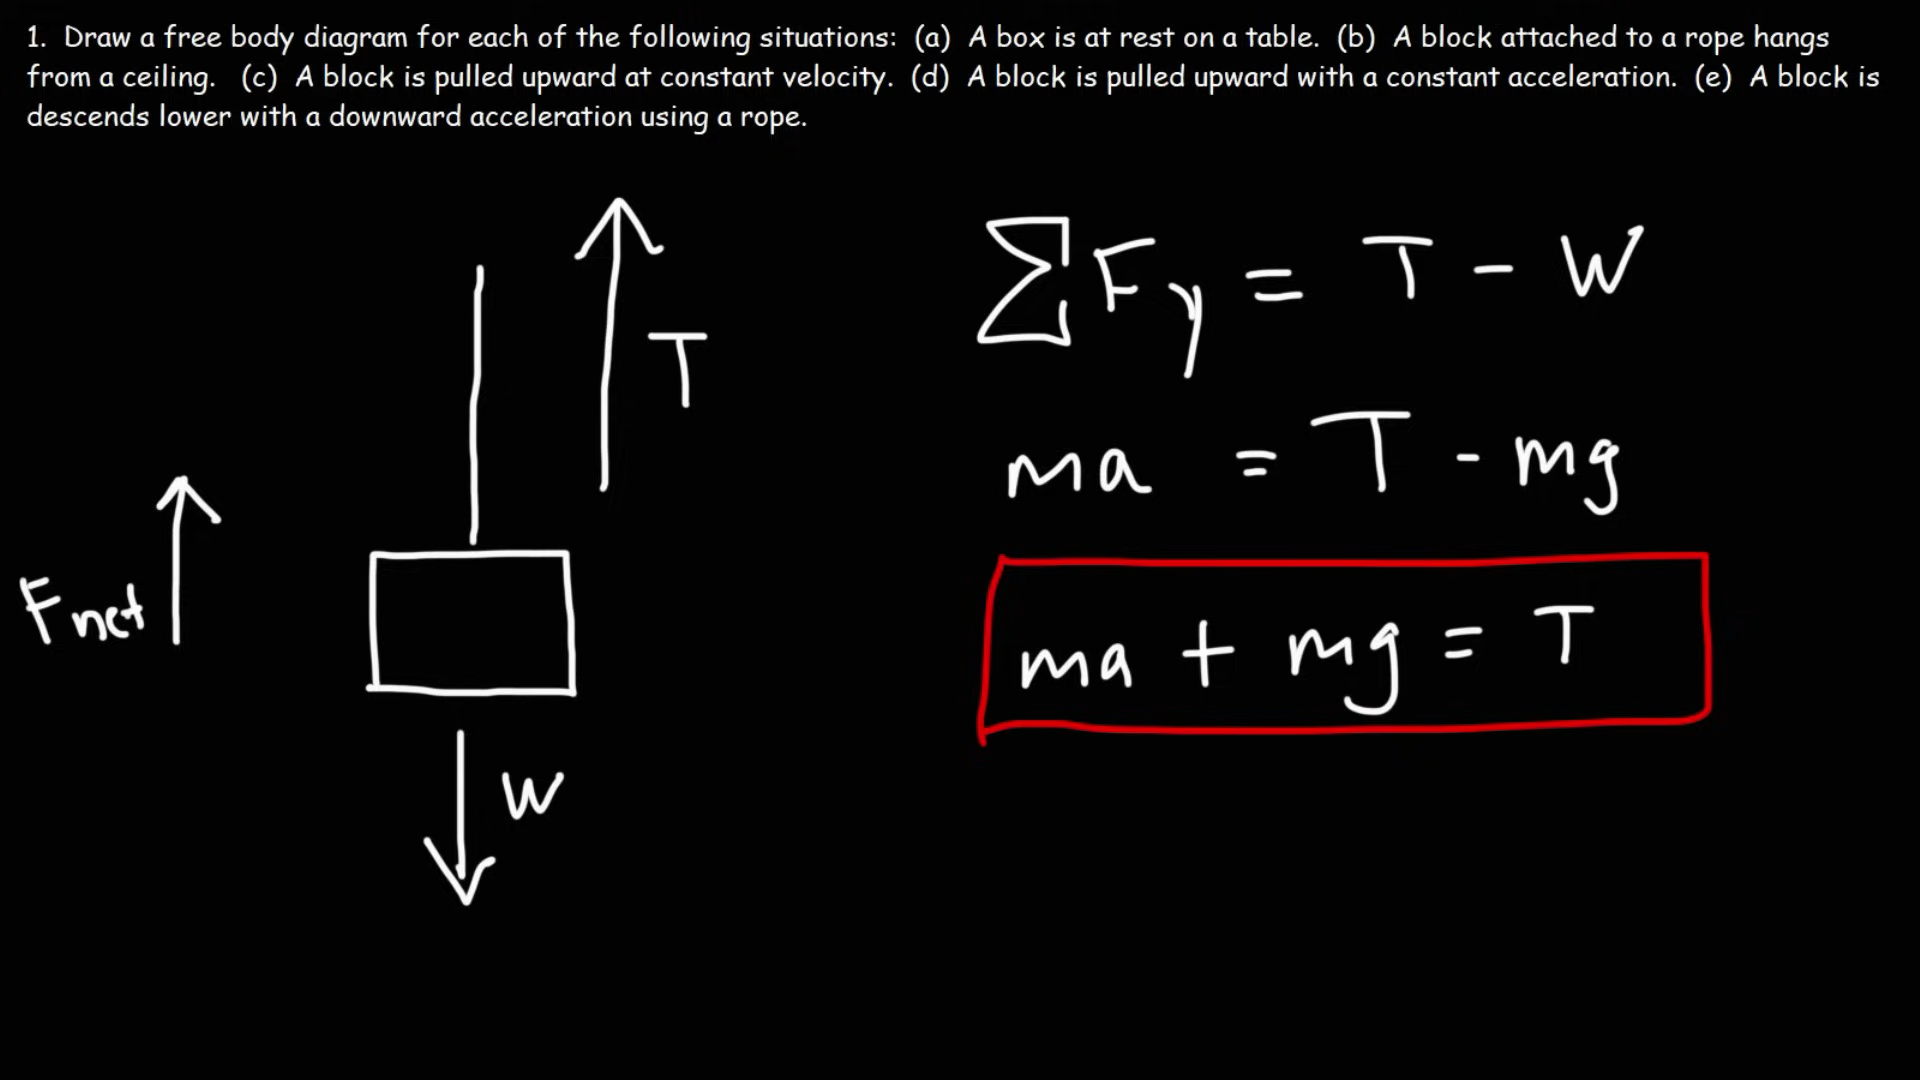 1. Draw a free body diagram for each of the following situations: (a) A box is at rest on a table. (b) A block attached to a rope hangs
from a ceiling. (c) A block is pulled upward at constant velocity. (d) A block is pulled upward with a constant acceleration. (e) A block is
descends lower with a downward acceleration using a rope.
T
Fnet
W
ΣFy = T - W
ma = T - mg
ma + mg = T